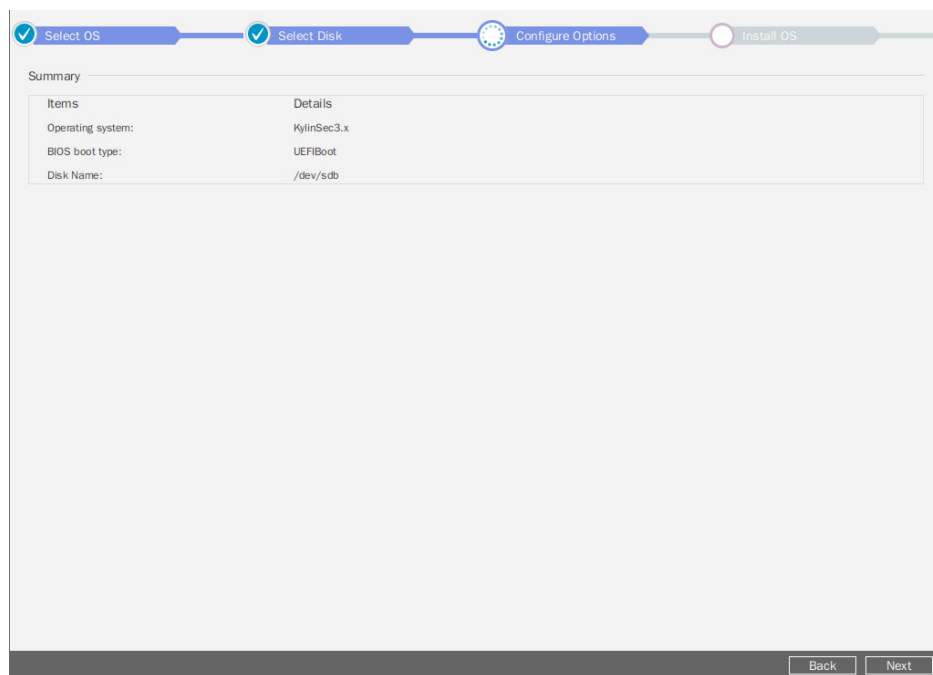 Select OS Select Disk Configure Options Install OS
Summary
Items Details
Operating system: KylinSec3.x
BIOS boot type: UEFIBoot
Disk Name: /dev/sdb
Back Next